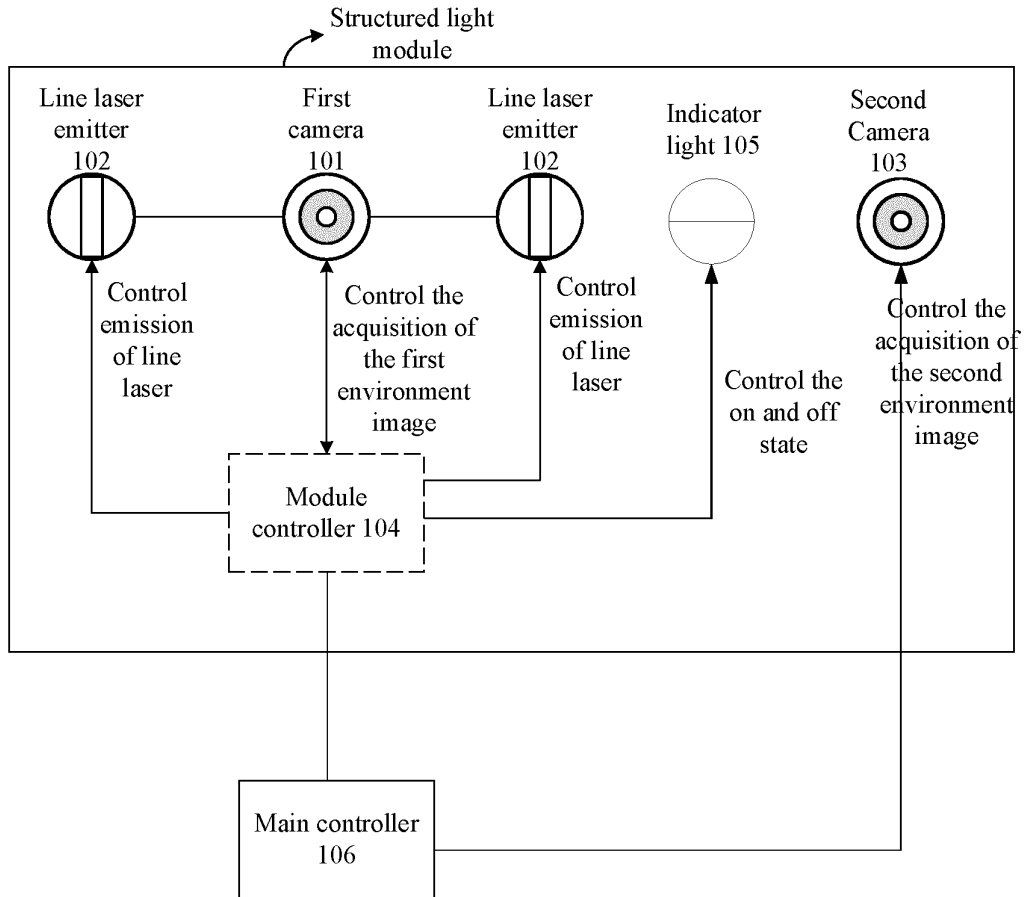 Structured light
module
Line laser
emitter
102
First
camera
101
Line laser
emitter
102
Indicator
light 105
Second
Camera
103
Control
emission
of line
laser
Control the
acquisition of
the first
environment
image
Control
emission
of line
laser
Control the
on and off
state
Control the
acquisition of
the second
environment
image
Module
controller 104
Main controller
106